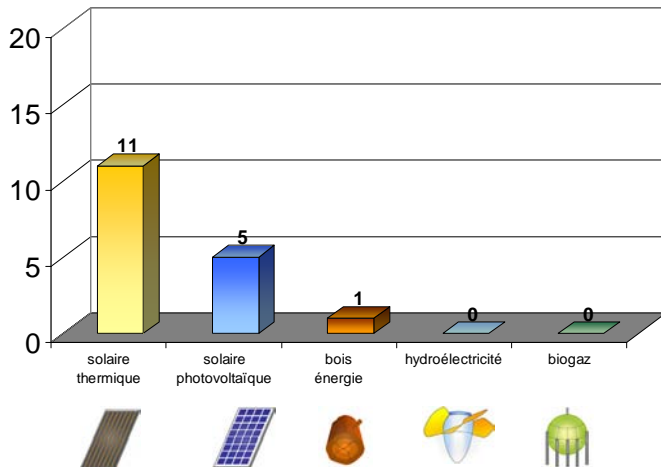 20
15
10
5
0
11
5
1
0
0
solaire
thermique
solaire
photovoltaïque
bois
énergie
hydroélectricité
biogaz